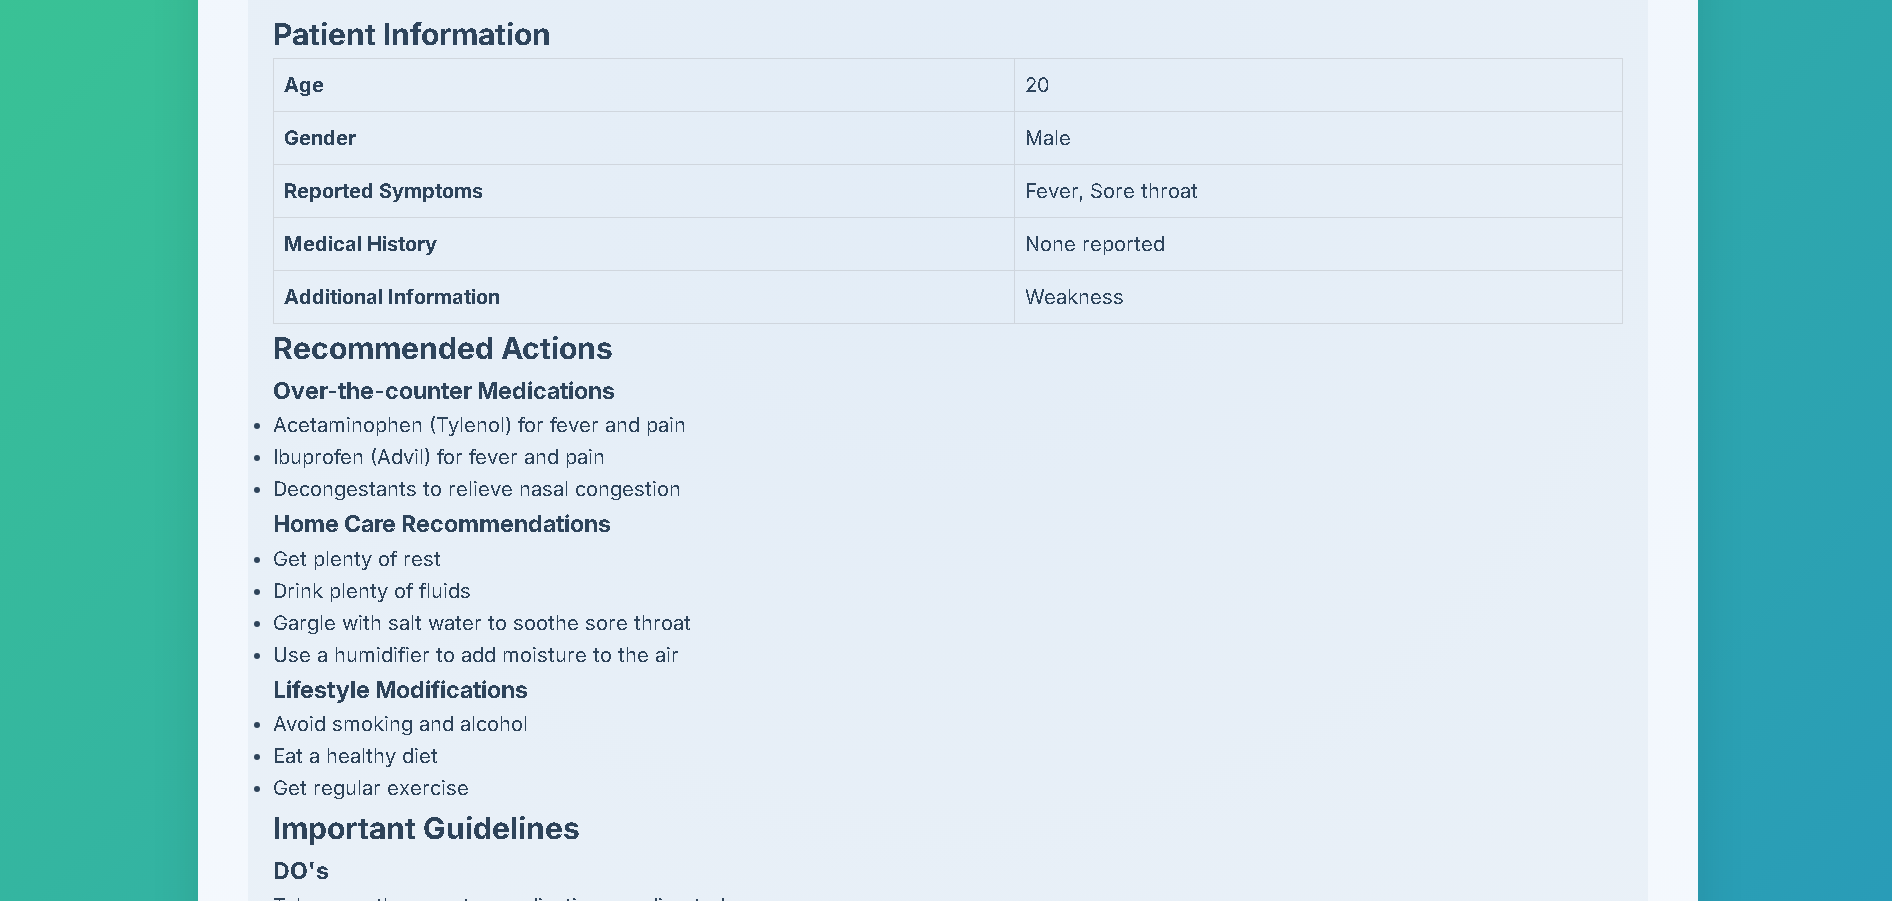 Patient Information
Age 20
Gender Male
Reported Symptoms Fever, Sore throat
Medical History None reported
Additional Information Weakness
Recommended Actions
Over-the-counter Medications
• Acetaminophen (Tylenol) for fever and pain
• Ibuprofen (Advil) for fever and pain
• Decongestants to relieve nasal congestion
Home Care Recommendations
• Get plenty of rest
• Drink plenty of fluids
• Gargle with salt water to soothe sore throat
• Use a humidifier to add moisture to the air
Lifestyle Modifications
• Avoid smoking and alcohol
• Eat a healthy diet
• Get regular exercise
Important Guidelines
DO's